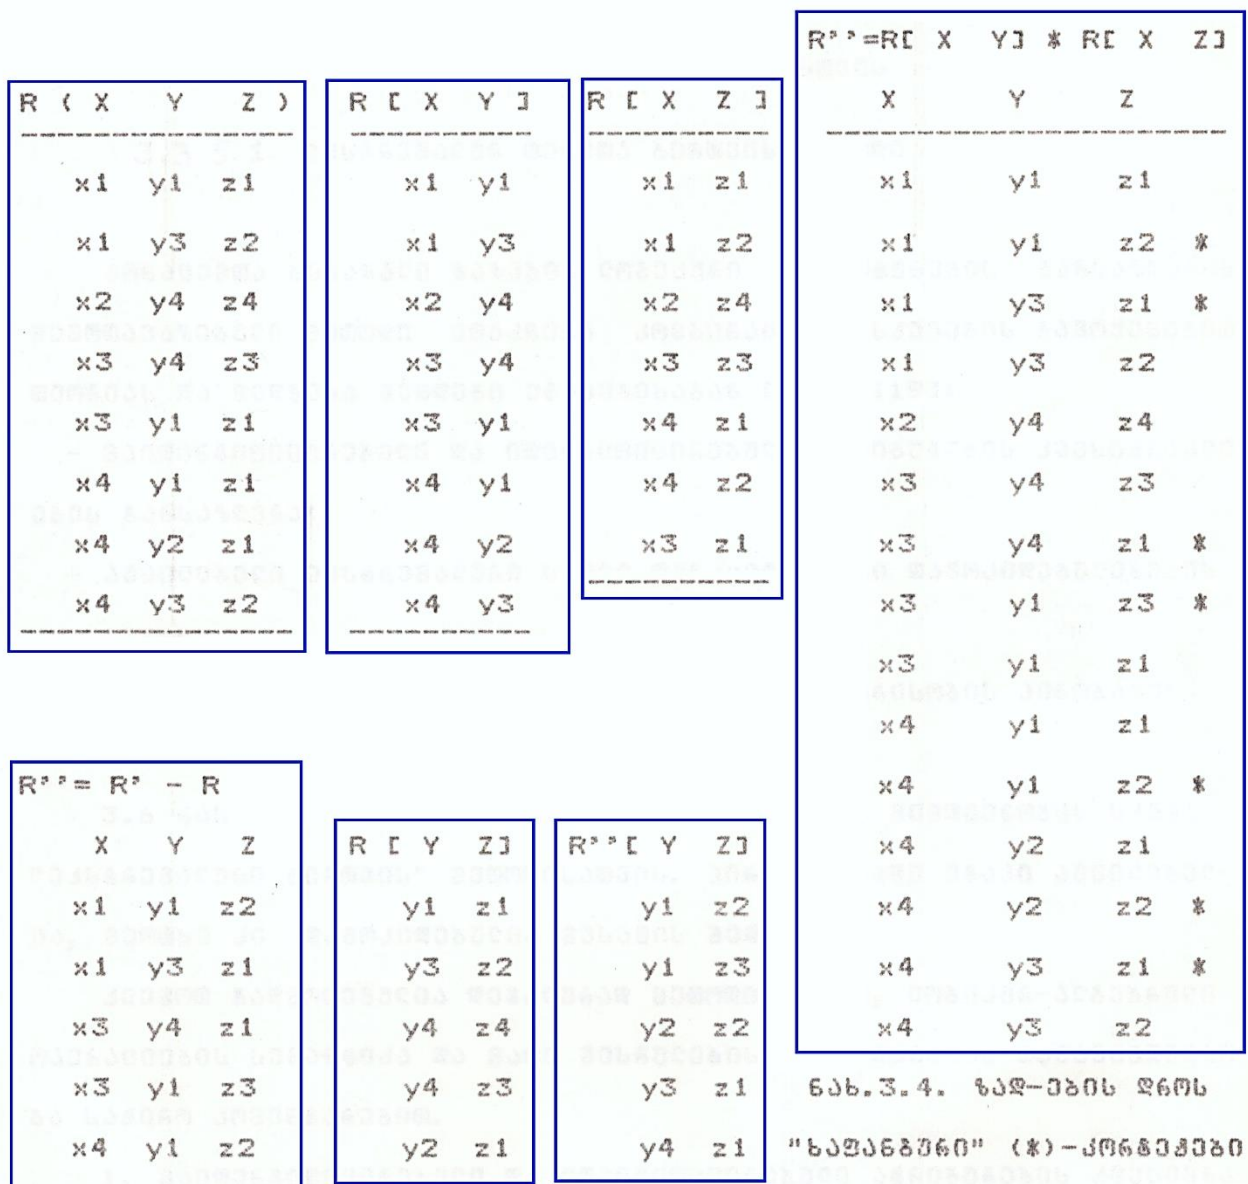 R ( X Y Z )
x1 y1 z1
x1 y3 z2
x2 y4 z4
x3 y4 z3
x3 y1 z1
x4 y1 z1
x4 y2 z1
x4 y3 z2
R [ X Y ]
x1 y1
x1 y3
x2 y4
x3 y4
x3 y1
x4 y1
x4 y2
x4 y3
R [ X Z ]
x1 z1
x1 z2
x2 z4
x3 z3
x4 z1
x4 z2
x3 z1
R''=R[ X Y] * R[ X Z]
X Y Z
x1 y1 z1
x1 y1 z2 *
x1 y3 z1 *
x1 y3 z2
x2 y4 z4
x3 y4 z3
x3 y4 z1 *
x3 y1 z3 *
x3 y1 z1
x4 y1 z1
x4 y1 z2 *
x4 y2 z1
x4 y2 z2 *
x4 y3 z1 *
x4 y3 z2
R''= R' - R
X Y Z
x1 y1 z2
x1 y3 z1
x3 y4 z1
x3 y1 z3
x4 y1 z2
R [ Y Z]
y1 z1
y3 z2
y4 z4
y4 z3
y2 z1
R''[ Y Z]
y1 z2
y1 z3
y2 z2
y3 z1
y4 z1
ნახ.3.4. ზად-ების დროს
"ხაფანგური" (*)-კორტეჟები